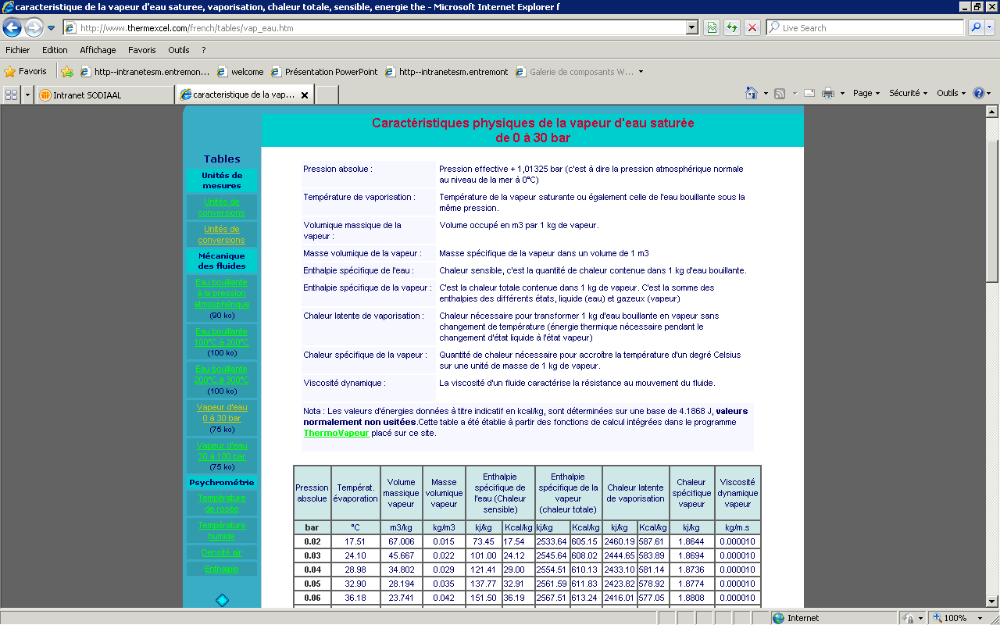 caracteristique de la vapeur d'eau saturee, vaporisation, chaleur totale, sensible, energie the - Microsoft Internet Explorer f
http://www.thermexcel.com/french/tables/vap_eau.htm
Live Search
Fichier Edition Affichage Favoris Outils ?
Favoris http--intranetesm.entremon... welcome Présentation PowerPoint http--intranetesm.entremont Galerie de composants W...
Intranet SODIAAL caracteristique de la vap... Page Sécurité Outils
Caractéristiques physiques de la vapeur d'eau saturée
de 0 à 30 bar
Tables
Unités de
mesures
Unités de
conversions
Unités de
conversions
Mécanique
des fluides
Eau bouillante
à la pression
atmosphérique
(90 ko)
Eau bouillante
100°C à 200°C
(100 ko)
Eau bouillante
200°C à 300°C
(100 ko)
Vapeur d'eau
0 à 30 bar
(75 ko)
Vapeur d'eau
30 à 100 bar
(75 ko)
Psychrométrie
Température
de rosée
Température
humide
Densité air
Enthalpie
Pression absolue : Pression effective + 1,01325 bar (c'est à dire la pression atmosphérique normale
au niveau de la mer à 0°C)
Température de vaporisation : Température de la vapeur saturante ou également celle de l'eau bouillante sous la
même pression.
Volumique massique de la Volume occupé en m3 par 1 kg de vapeur.
vapeur :
Masse volumique de la vapeur : Masse spécifique de la vapeur dans un volume de 1 m3
Enthalpie spécifique de l'eau : Chaleur sensible, c'est la quantité de chaleur contenue dans 1 kg d'eau bouillante.
Enthalpie spécifique de la vapeur : C'est la chaleur totale contenue dans 1 kg de vapeur. C'est la somme des
enthalpies des différents états, liquide (eau) et gazeux (vapeur)
Chaleur latente de vaporisation : Chaleur nécessaire pour transformer 1 kg d'eau bouillante en vapeur sans
changement de température (énergie thermique nécessaire pendant le
changement d'état liquide à l'état vapeur)
Chaleur spécifique de la vapeur : Quantité de chaleur nécessaire pour accroître la température d'un degré Celsius
sur une unité de masse de 1 kg de vapeur.
Viscosité dynamique : La viscosité d'un fluide caractérise la résistance au mouvement du fluide.
Nota : Les valeurs d'énergies données à titre indicatif en kcal/kg, sont déterminées sur une base de 4.1868 J, valeurs
normalement non usitées.Cette table a été établie à partir des fonctions de calcul intégrées dans le programme
ThermoVapeur placé sur ce site.
Pression absolue Températ. évaporation Volume massique vapeur Masse volumique vapeur Enthalpie spécifique de l'eau (Chaleur sensible) Enthalpie spécifique de la vapeur (chaleur totale) Chaleur latente de vaporisation Chaleur spécifique vapeur Viscosité dynamique vapeur
bar °C m3/kg kg/m3 kj/kg Kcal/kg kj/kg Kcal/kg kj/kg Kcal/kg kj/kg kg/m.s
0.02 17.51 67.006 0.015 73.45 17.54 2533.64 605.15 2460.19 587.61 1.8644 0.000010
0.03 24.10 45.667 0.022 101.00 24.12 2545.64 608.02 2444.65 583.89 1.8694 0.000010
0.04 28.98 34.802 0.029 121.41 29.00 2554.51 610.13 2433.10 581.14 1.8736 0.000010
0.05 32.90 28.194 0.035 137.77 32.91 2561.59 611.83 2423.82 578.92 1.8774 0.000010
0.06 36.18 23.741 0.042 151.50 36.19 2567.51 613.24 2416.01 577.05 1.8808 0.000010
Internet 100%